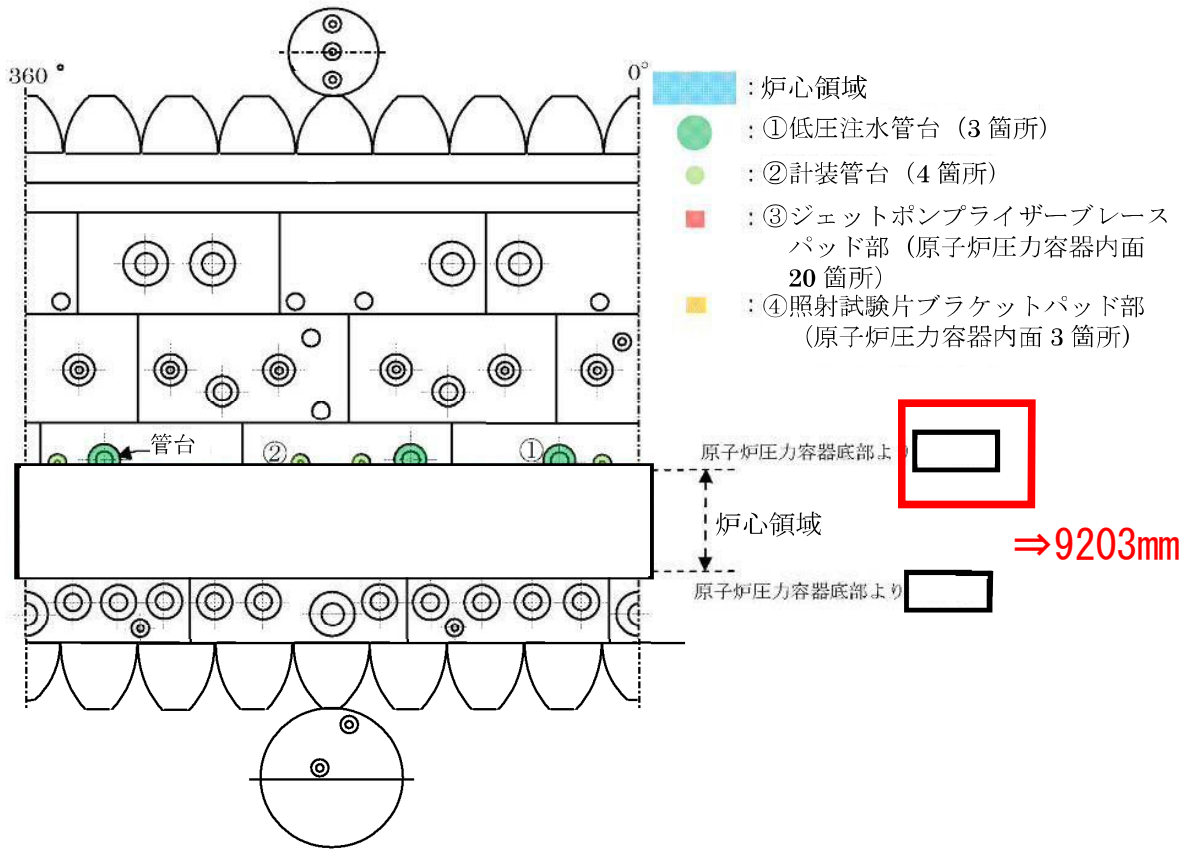 360°
0°
：炉心領域
：①低圧注水管台（3 箇所）
：②計装管台（4 箇所）
：③ジェットポンプライザーブレース
パッド部（原子炉圧力容器内面
20 箇所）
：④照射試験片ブラケットパッド部
（原子炉圧力容器内面 3 箇所）
管台
②
①
原子炉圧力容器底部より
炉心領域
⇒9203mm
原子炉圧力容器底部より